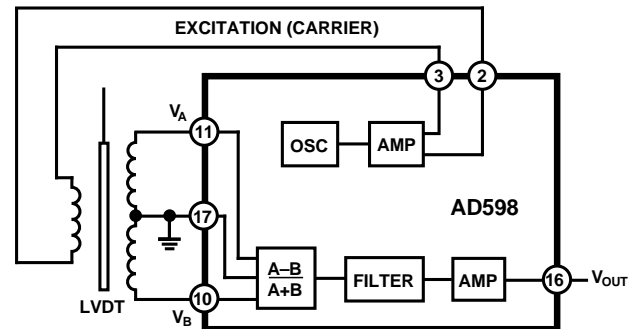 EXCITATION (CARRIER)
3
2
VA
11
OSC
AMP
AD598
17
A–B
A+B
FILTER
AMP
16
VOUT
LVDT
10
VB